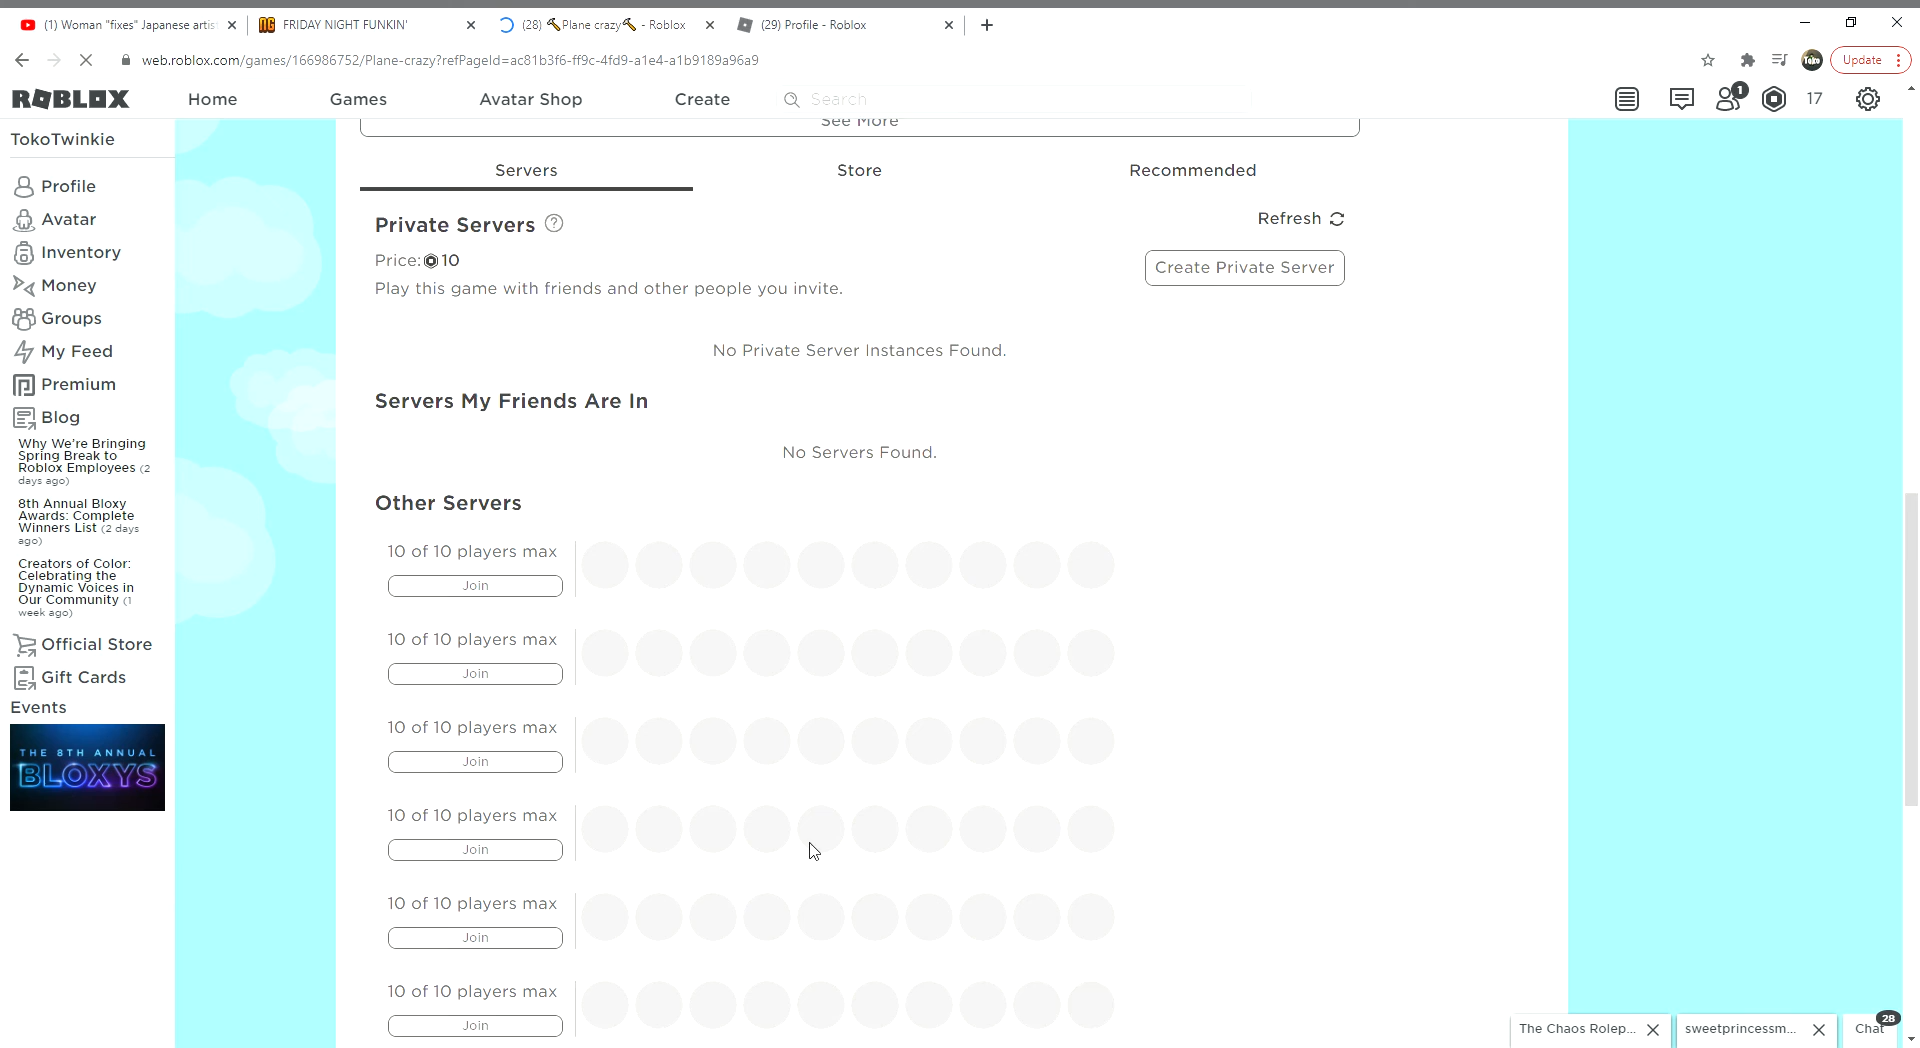 (1) Woman "fixes" Japanese artis
FRIDAY NIGHT FUNKIN'
(28) 🔨Plane crazy🔨 - Roblox
(29) Profile - Roblox
web.roblox.com/games/166986752/Plane-crazy?refPageId=ac81b3f6-ff9c-4fd9-a1e4-a1b9189a96a9
Toko
Update
ROBLOX
Home
Games
Avatar Shop
Create
Search
1
17
TokoTwinkie
Profile
Avatar
Inventory
Money
Groups
My Feed
Premium
Blog
Why We're Bringing
Spring Break to
Roblox Employees (2
days ago)
8th Annual Bloxy
Awards: Complete
Winners List (2 days
ago)
Creators of Color:
Celebrating the
Dynamic Voices in
Our Community (1
week ago)
Official Store
Gift Cards
Events
THE 8TH ANNUAL
BLOXYS
See More
Servers
Store
Recommended
Private Servers ?
Refresh
Price: 10
Create Private Server
Play this game with friends and other people you invite.
No Private Server Instances Found.
Servers My Friends Are In
No Servers Found.
Other Servers
10 of 10 players max
Join
10 of 10 players max
Join
10 of 10 players max
Join
10 of 10 players max
Join
10 of 10 players max
Join
10 of 10 players max
Join
The Chaos Rolep...
sweetprincessm...
Chat
28